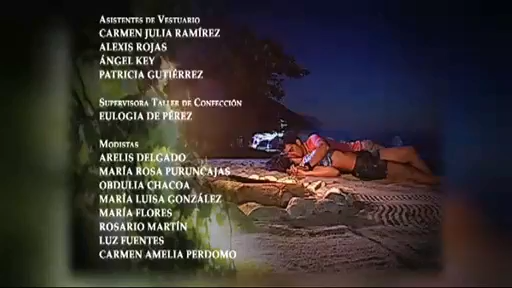 Asistentes de Vestuario
CARMEN JULIA RAMÍREZ
ALEXIS ROJAS
ÁNGEL KEY
PATRICIA GUTIÉRREZ
Supervisora Taller de Confección
EULOGIA DE PÉREZ
Modistas
ARELIS DELGADO
MARÍA ROSA PURUNCAJAS
OBDULIA CHACOA
MARÍA LUISA GONZÁLEZ
MARÍA FLORES
ROSARIO MARTÍN
LUZ FUENTES
CARMEN AMELIA PERDOMO